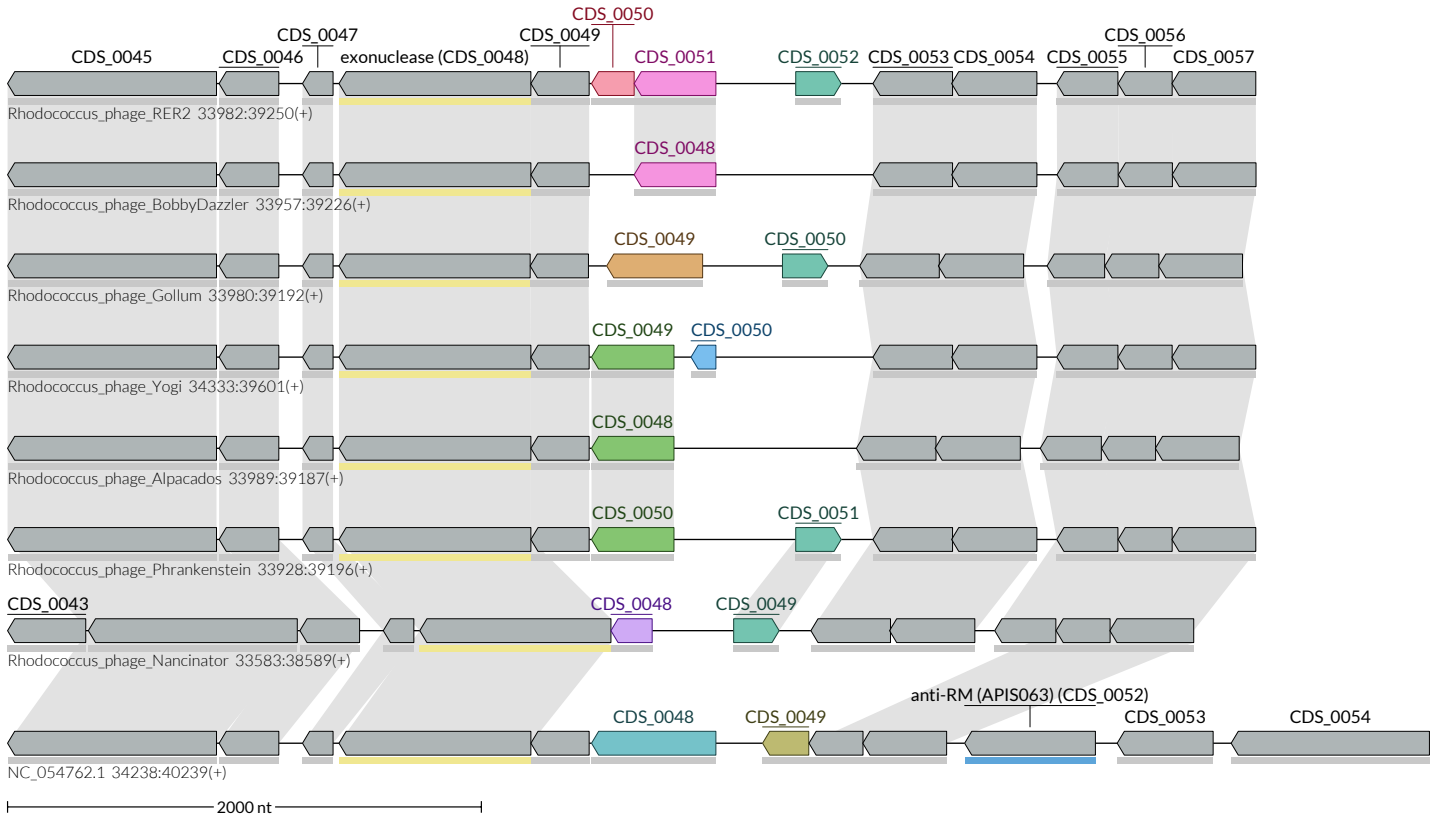 CDS_0050
CDS_0047 CDS_0049 CDS_0056
CDS_0045 CDS_0046 exonuclease (CDS_0048) CDS_0051 CDS_0052 CDS_0053 CDS_0054 CDS_0055 CDS_0057
Rhodococcus_phage_RER2 33982:39250(+)
CDS_0048
Rhodococcus_phage_BobbyDazzler 33957:39226(+)
CDS_0049 CDS_0050
Rhodococcus_phage_Gollum 33980:39192(+)
CDS_0049 CDS_0050
Rhodococcus_phage_Yogi 34333:39601(+)
CDS_0048
Rhodococcus_phage_Alpacados 33989:39187(+)
CDS_0050 CDS_0051
Rhodococcus_phage_Phrankenstein 33928:39196(+)
CDS_0043 CDS_0048 CDS_0049
Rhodococcus_phage_Nancinator 33583:38589(+)
anti-RM (APIS063) (CDS_0052)
CDS_0048 CDS_0049 CDS_0053 CDS_0054
NC_054762.1 34238:40239(+)
2000 nt